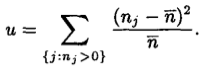 $$u = \sum_{\{j:n_j>0\}} \frac{(n_j - \overline{n})^2}{\overline{n}}.$$